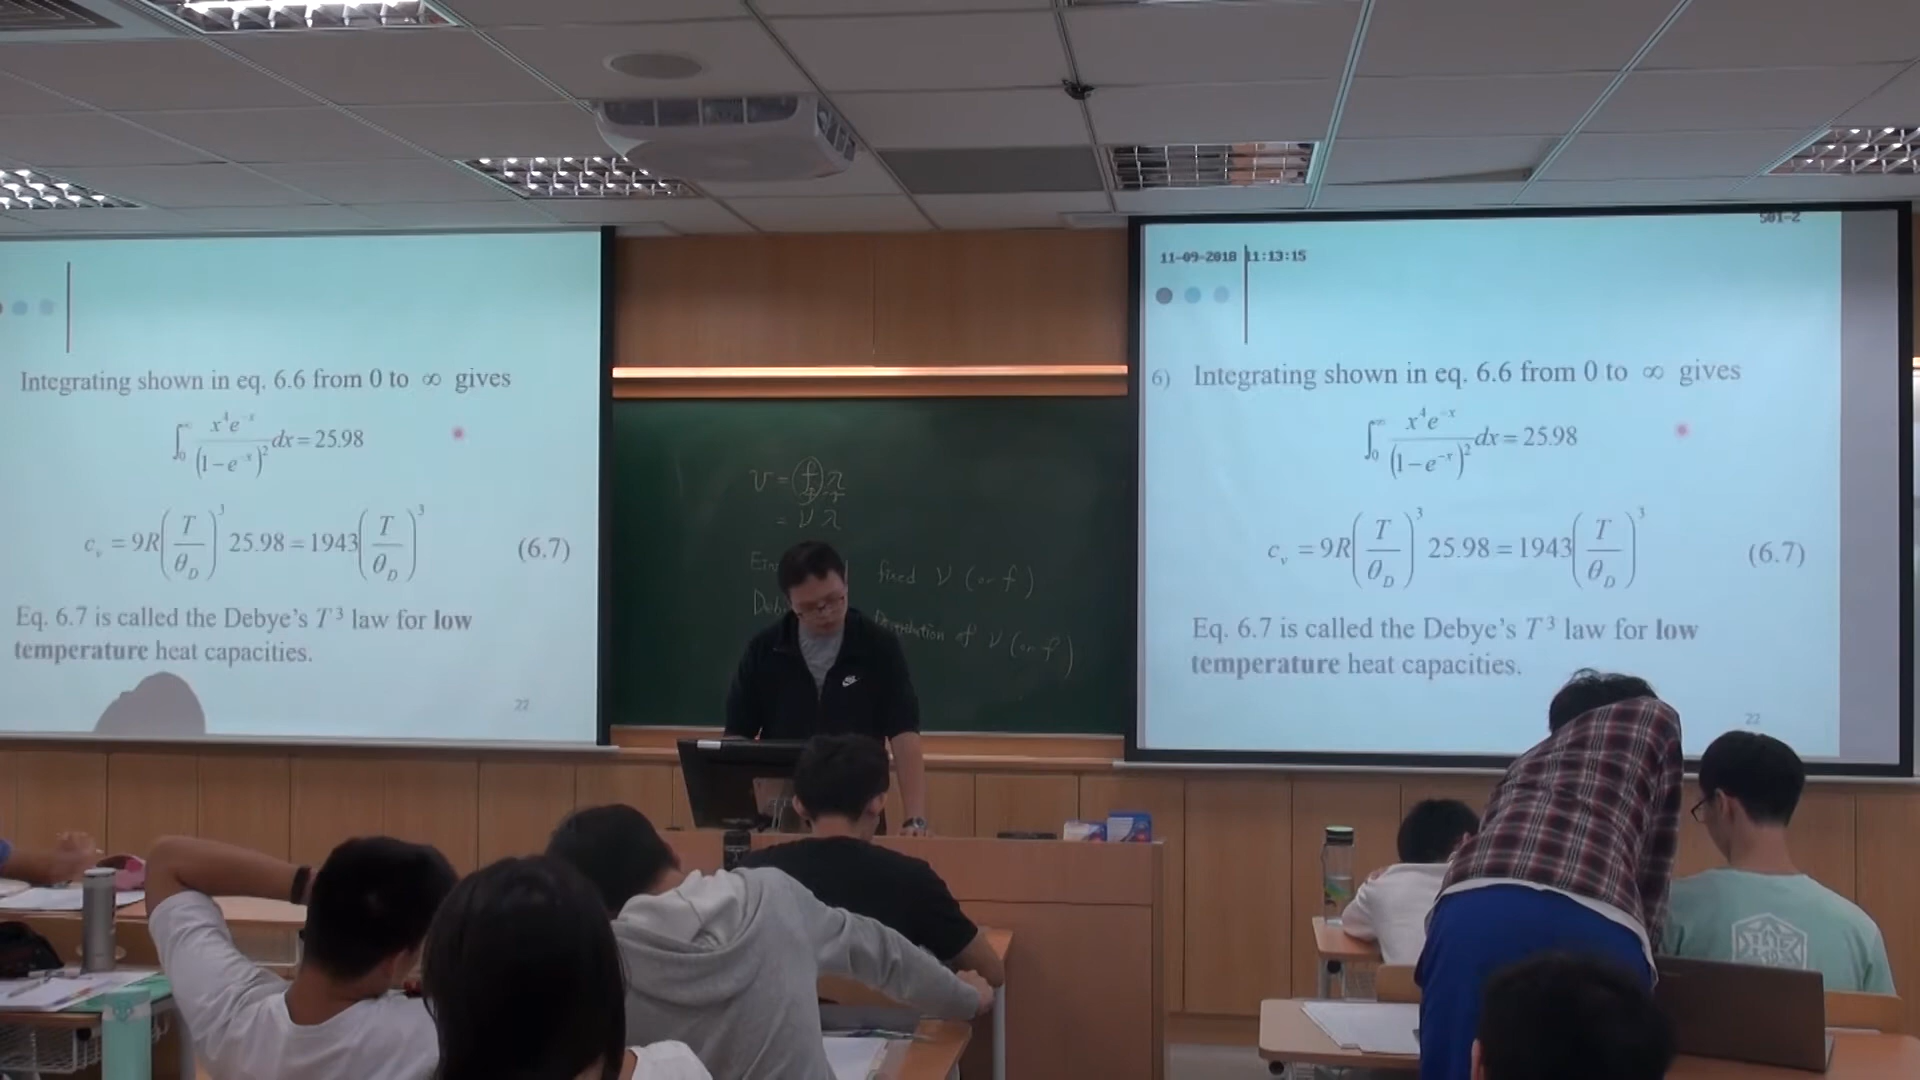 Integrating shown in eq. 6.6 from 0 to ∞ gives
∫₀^∞ x⁴e⁻ˣ/(1−e⁻ˣ)² dx = 25.98
c_v = 9R(T/θ_D)³ 25.98 = 1943(T/θ_D)³ (6.7)
Eq. 6.7 is called the Debye's T³ law for low
temperature heat capacities.
22
v = (f)λ
= ν λ
fixed ν (or f)
of ν (or f)
501-2
11-09-2018 11:13:15
6) Integrating shown in eq. 6.6 from 0 to ∞ gives
∫₀^∞ x⁴e⁻ˣ/(1−e⁻ˣ)² dx = 25.98
c_v = 9R(T/θ_D)³ 25.98 = 1943(T/θ_D)³ (6.7)
Eq. 6.7 is called the Debye's T³ law for low
temperature heat capacities.
22